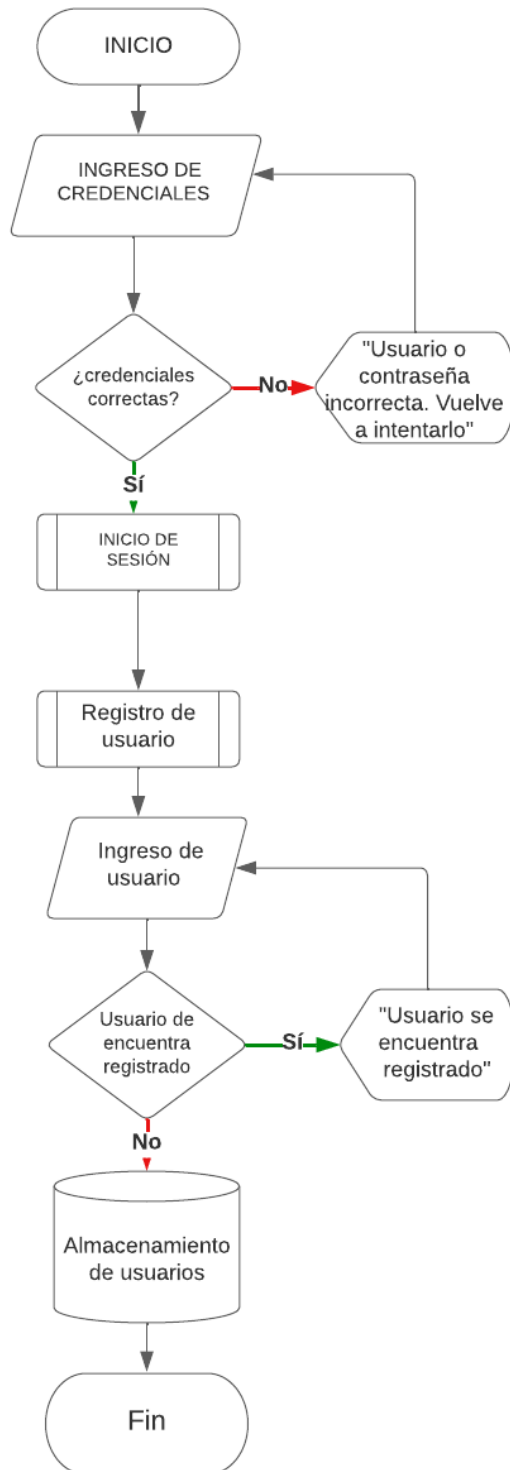 INICIO
INGRESO DE
CREDENCIALES
¿credenciales
correctas?
No
"Usuario o
contraseña
incorrecta. Vuelve
a intentarlo"
Sí
INICIO DE
SESIÓN
Registro de
usuario
Ingreso de
usuario
Usuario de
encuentra
registrado
Sí
"Usuario se
encuentra
registrado"
No
Almacenamiento
de usuarios
Fin